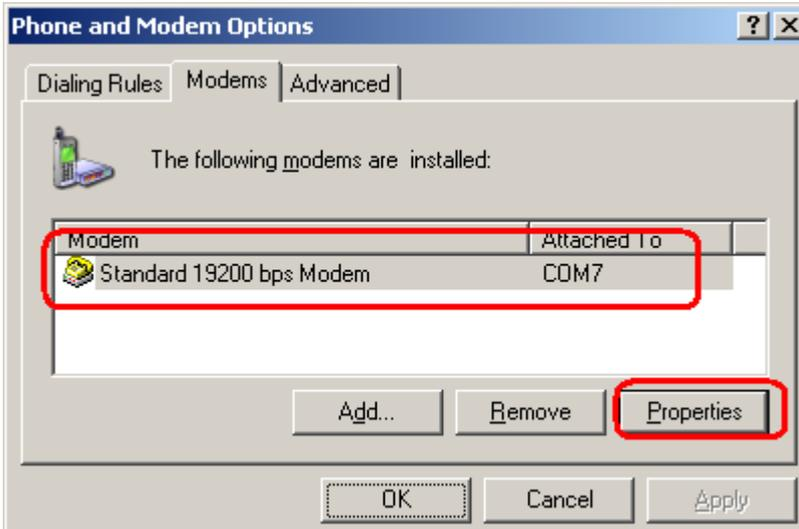 Phone and Modem Options
Dialing Rules Modems Advanced
The following modems are installed:
Modem Attached To
Standard 19200 bps Modem COM7
Add... Remove Properties
OK Cancel Apply